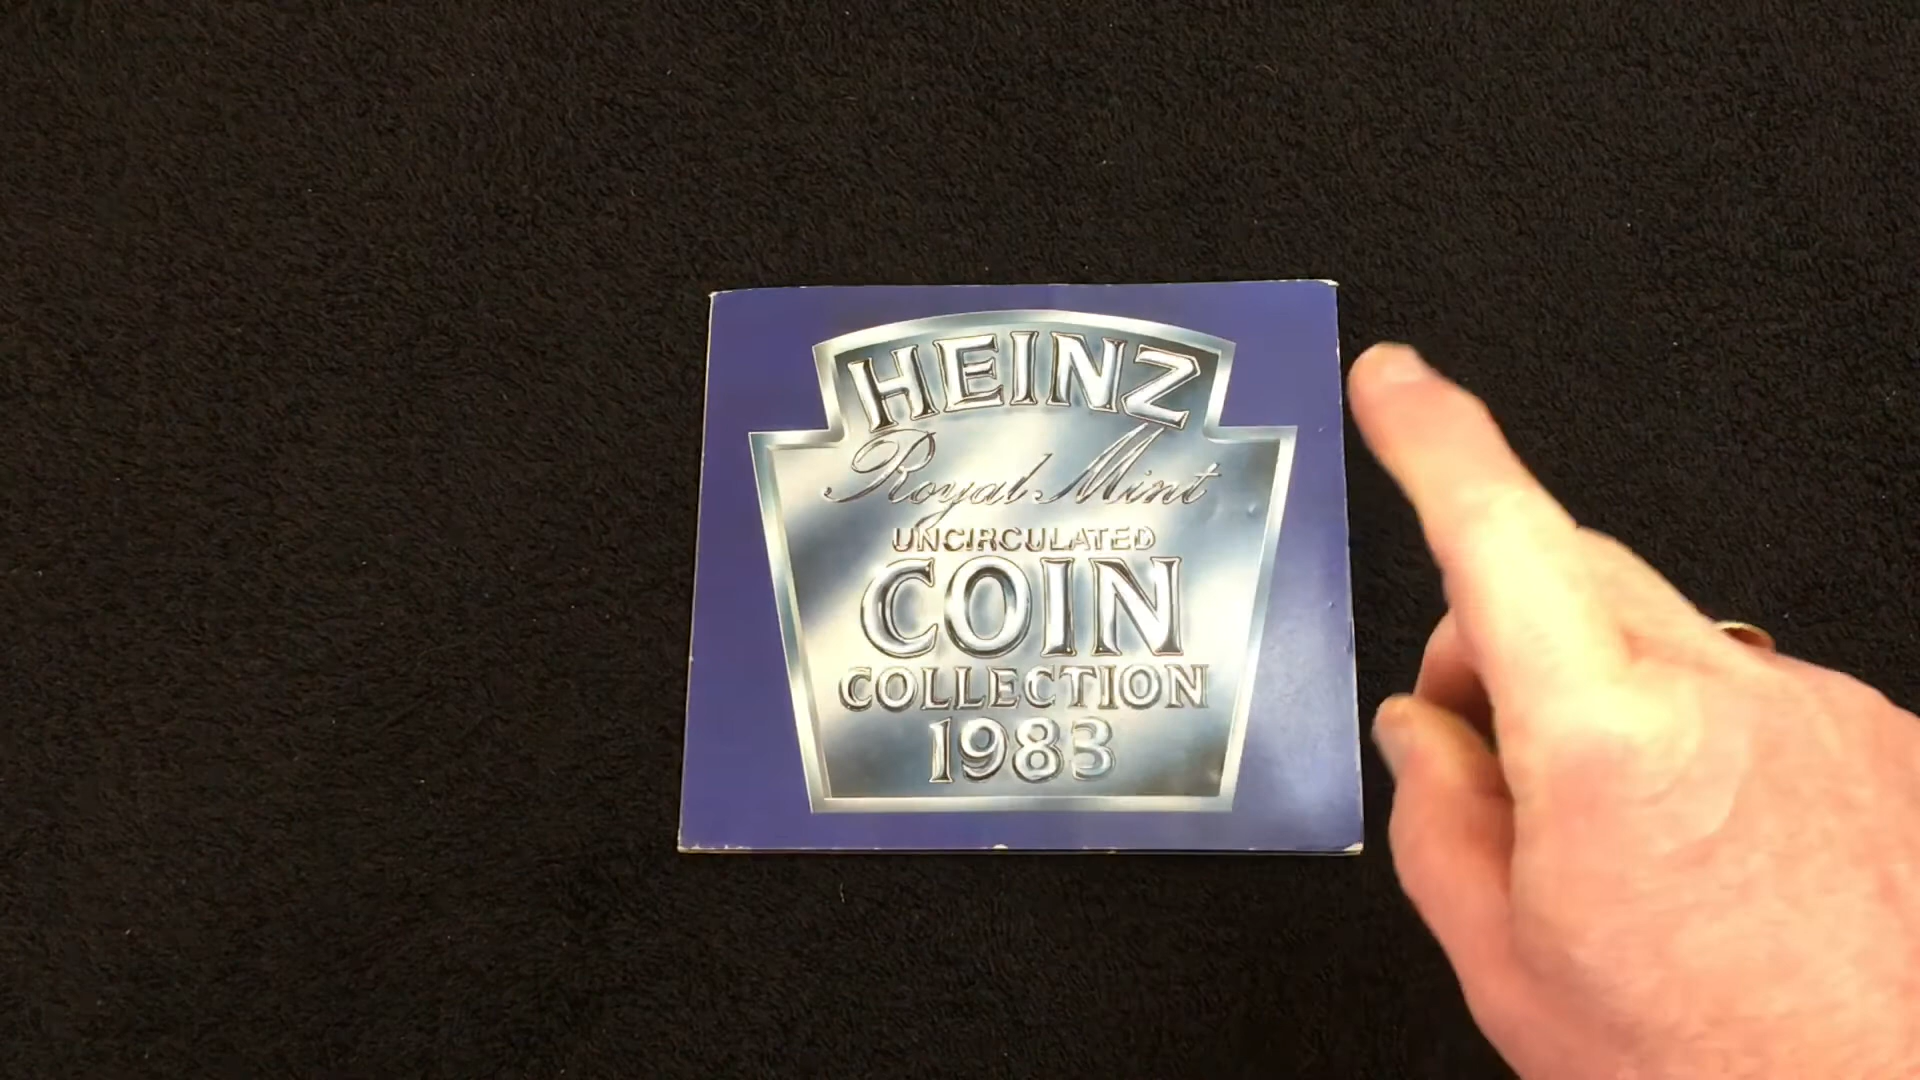 HEINZ
Royal Mint
UNCIRCULATED
COIN
COLLECTION
1983